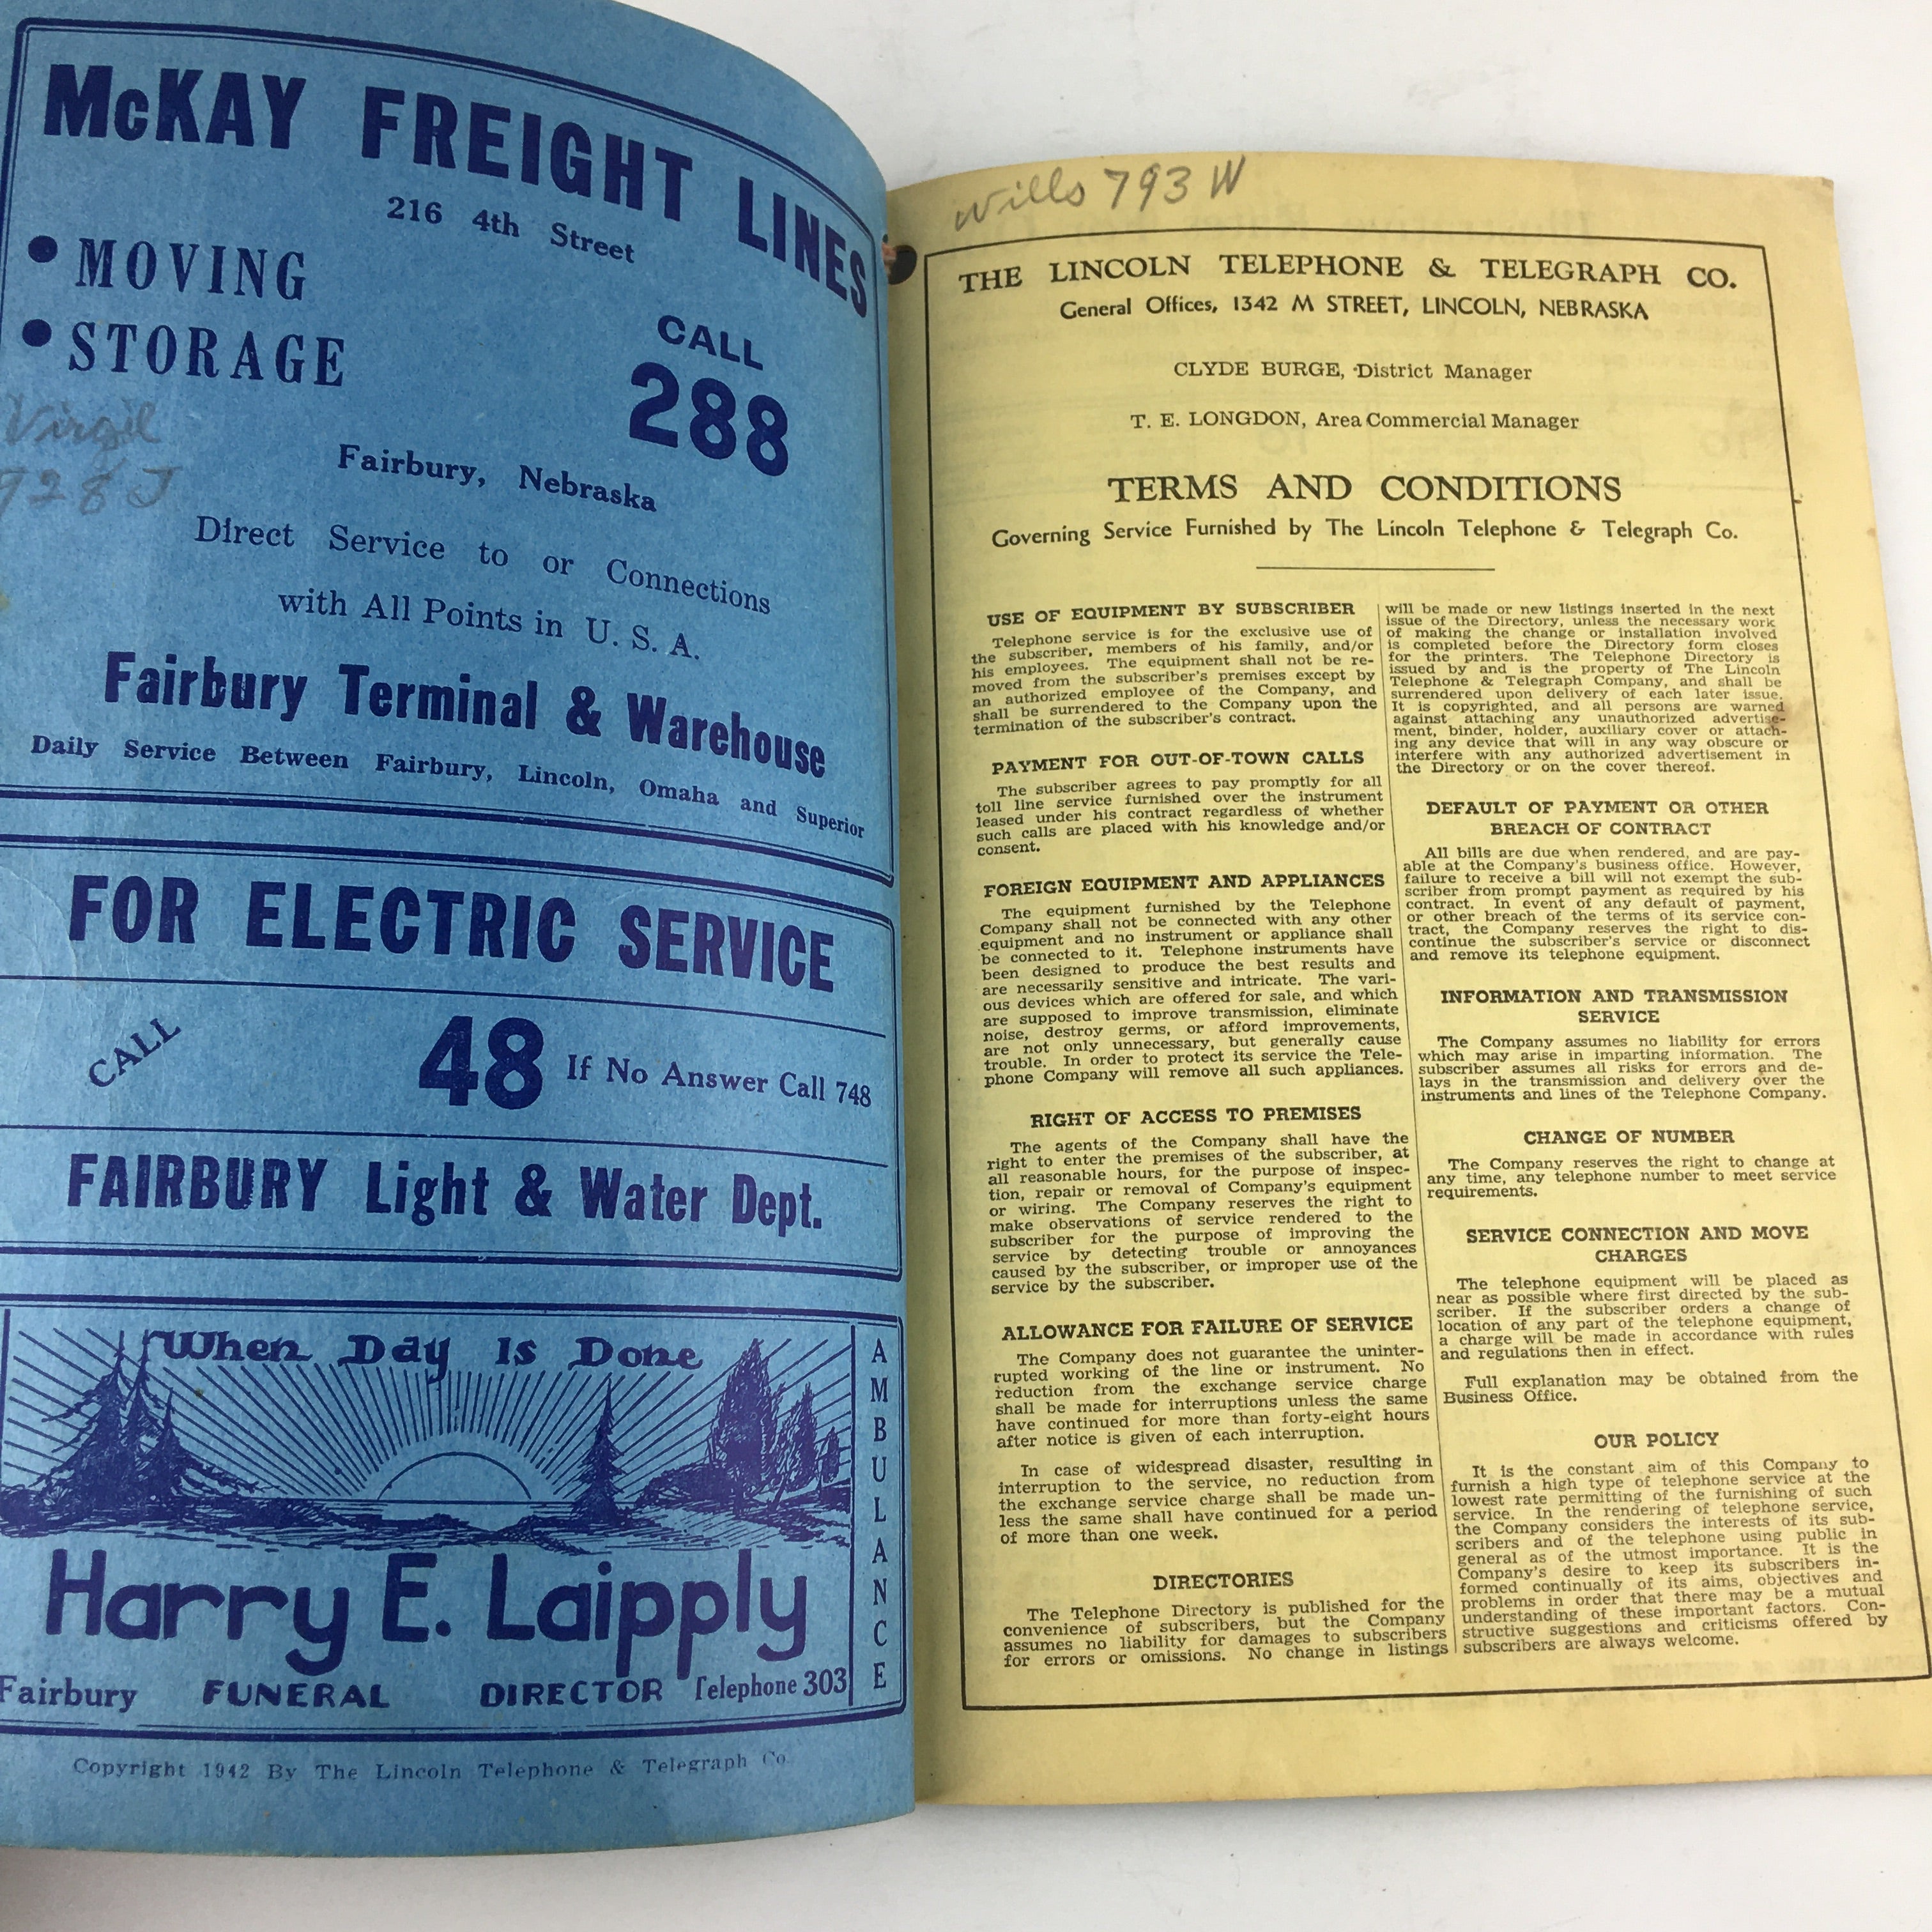 McKAY FREIGHT LINES
216 4th Street
• MOVING
• STORAGE
CALL
288
Virgil
928 J
Fairbury, Nebraska
Direct Service to or Connections
with All Points in U. S. A.
Fairbury Terminal & Warehouse
Daily Service Between Fairbury, Lincoln, Omaha and Superior
FOR ELECTRIC SERVICE
CALL 48 If No Answer Call 748
FAIRBURY Light & Water Dept.
When Day Is Done
AMBULANCE
Harry E. Laipply
Fairbury FUNERAL DIRECTOR Telephone 303
Copyright 1942 By The Lincoln Telephone & Telegraph Co.
Wills 793 W
THE LINCOLN TELEPHONE & TELEGRAPH CO.
General Offices, 1342 M STREET, LINCOLN, NEBRASKA
CLYDE BURGE, District Manager
T. E. LONGDON, Area Commercial Manager
TERMS AND CONDITIONS
Governing Service Furnished by The Lincoln Telephone & Telegraph Co.
USE OF EQUIPMENT BY SUBSCRIBER
Telephone service is for the exclusive use of
the subscriber, members of his family, and/or
his employees. The equipment shall not be re-
moved from the subscriber's premises except by
an authorized employee of the Company, and
shall be surrendered to the Company upon the
termination of the subscriber's contract.
PAYMENT FOR OUT-OF-TOWN CALLS
The subscriber agrees to pay promptly for all
toll line service furnished over the instrument
leased under his contract regardless of whether
such calls are placed with his knowledge and/or
consent.
FOREIGN EQUIPMENT AND APPLIANCES
The equipment furnished by the Telephone
Company shall not be connected with any other
equipment and no instrument or appliance shall
be connected to it. Telephone instruments have
been designed to produce the best results and
are necessarily sensitive and intricate. The vari-
ous devices which are offered for sale, and which
are supposed to improve transmission, eliminate
noise, destroy germs, or afford improvements,
are not only unnecessary, but generally cause
trouble. In order to protect its service the Tele-
phone Company will remove all such appliances.
RIGHT OF ACCESS TO PREMISES
The agents of the Company shall have the
right to enter the premises of the subscriber, at
all reasonable hours, for the purpose of inspec-
tion, repair or removal of Company's equipment
or wiring. The Company reserves the right to
make observations of service rendered to the
subscriber for the purpose of improving the
service by detecting trouble or annoyances
caused by the subscriber, or improper use of the
service by the subscriber.
ALLOWANCE FOR FAILURE OF SERVICE
The Company does not guarantee the uninter-
rupted working of the line or instrument. No
reduction from the exchange service charge
shall be made for interruptions unless the same
have continued for more than forty-eight hours
after notice is given of each interruption.
In case of widespread disaster, resulting in
interruption to the service, no reduction from
the exchange service charge shall be made un-
less the same shall have continued for a period
of more than one week.
DIRECTORIES
The Telephone Directory is published for the
convenience of subscribers, but the Company
assumes no liability for damages to subscribers
for errors or omissions. No change in listings
will be made or new listings inserted in the next
issue of the Directory, unless the necessary work
of making the change or installation involved
is completed before the Directory form closes
for the printers. The Telephone Directory is
issued by and is the property of The Lincoln
Telephone & Telegraph Company, and shall be
surrendered upon delivery of each later issue.
It is copyrighted, and all persons are warned
against attaching any unauthorized advertise-
ment, binder, holder, auxiliary cover or attach-
ing any device that will in any way obscure or
interfere with any authorized advertisement in
the Directory or on the cover thereof.
DEFAULT OF PAYMENT OR OTHER
BREACH OF CONTRACT
All bills are due when rendered, and are pay-
able at the Company's business office. However,
failure to receive a bill will not exempt the sub-
scriber from prompt payment as required by his
contract. In event of any default of payment,
or other breach of the terms of its service con-
tract, the Company reserves the right to dis-
continue the subscriber's service or disconnect
and remove its telephone equipment.
INFORMATION AND TRANSMISSION
SERVICE
The Company assumes no liability for errors
which may arise in imparting information. The
subscriber assumes all risks for errors and de-
lays in the transmission and delivery over the
instruments and lines of the Telephone Company.
CHANGE OF NUMBER
The Company reserves the right to change at
any time, any telephone number to meet service
requirements.
SERVICE CONNECTION AND MOVE
CHARGES
The telephone equipment will be placed as
near as possible where first directed by the sub-
scriber. If the subscriber orders a change of
location of any part of the telephone equipment,
a charge will be made in accordance with rules
and regulations then in effect.
Full explanation may be obtained from the
Business Office.
OUR POLICY
It is the constant aim of this Company to
furnish a high type of telephone service at the
lowest rate permitting of the furnishing of such
service. In the rendering of telephone service,
the Company considers the interests of its sub-
scribers and of the telephone using public in
general as of the utmost importance. It is the
Company's desire to keep its subscribers in-
formed continually of its aims, objectives and
problems in order that there may be a mutual
understanding of these important factors. Con-
structive suggestions and criticisms offered by
subscribers are always welcome.